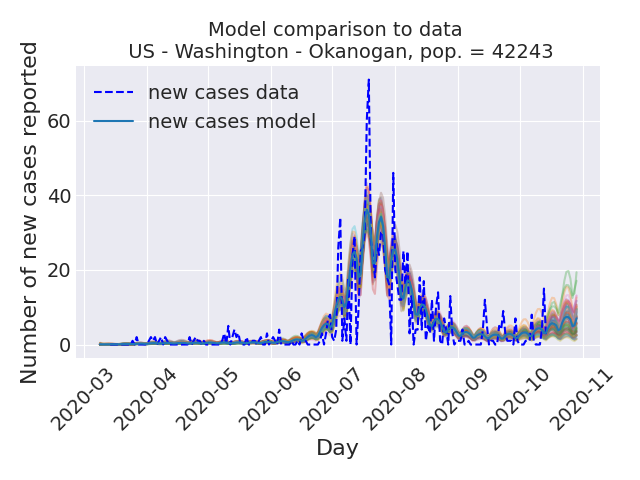 Model comparison to data
US - Washington - Okanogan, pop. = 42243
Number of new cases reported
new cases data
new cases model
60
40
20
0
2020-03
2020-04
2020-05
2020-06
2020-07
2020-08
2020-09
2020-10
2020-11
Day